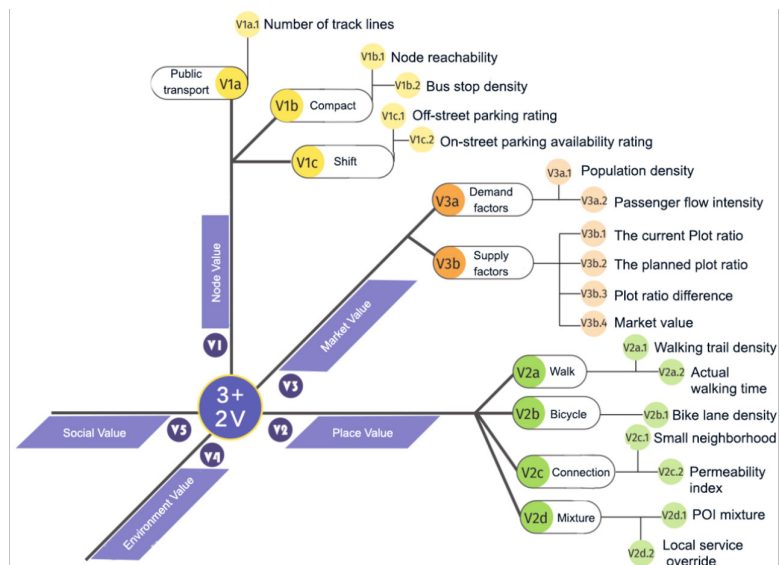 V1a.1 Number of track lines
Public
transport
V1a
V1b.1 Node reachability
V1b.2 Bus stop density
V1b Compact
V1c.1 Off-street parking rating
V1c.2 On-street parking availability rating
V1c Shift
V3a.1 Population density
V3a Demand
factors
V3a.2 Passenger flow intensity
V3b.1 The current Plot ratio
V3b Supply
factors
V3b.2 The planned plot ratio
V3b.3 Plot ratio difference
V3b.4 Market value
Node Value
V1
Market Value
V3
3+
2V
V2a.1 Walking trail density
V2a Walk
V2a.2 Actual
walking time
V2b Bicycle
V2b.1 Bike lane density
V2c.1 Small neighborhood
V2c Connection
V2c.2 Permeability
index
V2d Mixture
V2d.1 POI mixture
V2d.2 Local service
override
Social Value
V5
V2
Place Value
V4
Environment Value